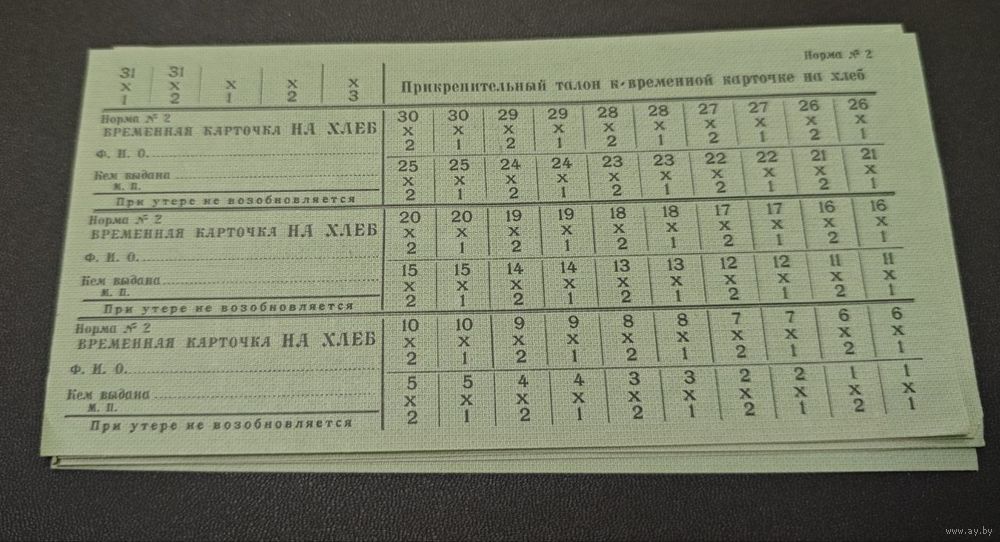 Норма № 2
31 31 х х х
х х 1 2 3
1 2
Прикрепительный талон к временной карточке на хлеб
Норма № 2
ВРЕМЕННАЯ КАРТОЧКА НА ХЛЕБ
Ф. И. О.
Кем выдана
М. П.
При утере не возобновляется
30 30 29 29 28 28 27 27 26 26
х х х х х х х х х х
2 1 2 1 2 1 2 1 2 1
25 25 24 24 23 23 22 22 21 21
х х х х х х х х х х
2 1 2 1 2 1 2 1 2 1
Норма № 2
ВРЕМЕННАЯ КАРТОЧКА НА ХЛЕБ
Ф. И. О.
Кем выдана
М. П.
При утере не возобновляется
20 20 19 19 18 18 17 17 16 16
х х х х х х х х х х
2 1 2 1 2 1 2 1 2 1
15 15 14 14 13 13 12 12 11 11
х х х х х х х х х х
2 1 2 1 2 1 2 1 2 1
Норма № 2
ВРЕМЕННАЯ КАРТОЧКА НА ХЛЕБ
Ф. И. О.
Кем выдана
М. П.
При утере не возобновляется
10 10 9 9 8 8 7 7 6 6
х х х х х х х х х х
2 1 2 1 2 1 2 1 2 1
5 5 4 4 3 3 2 2 1 1
х х х х х х х х х х
2 1 2 1 2 1 2 1 2 1
www.ay.by